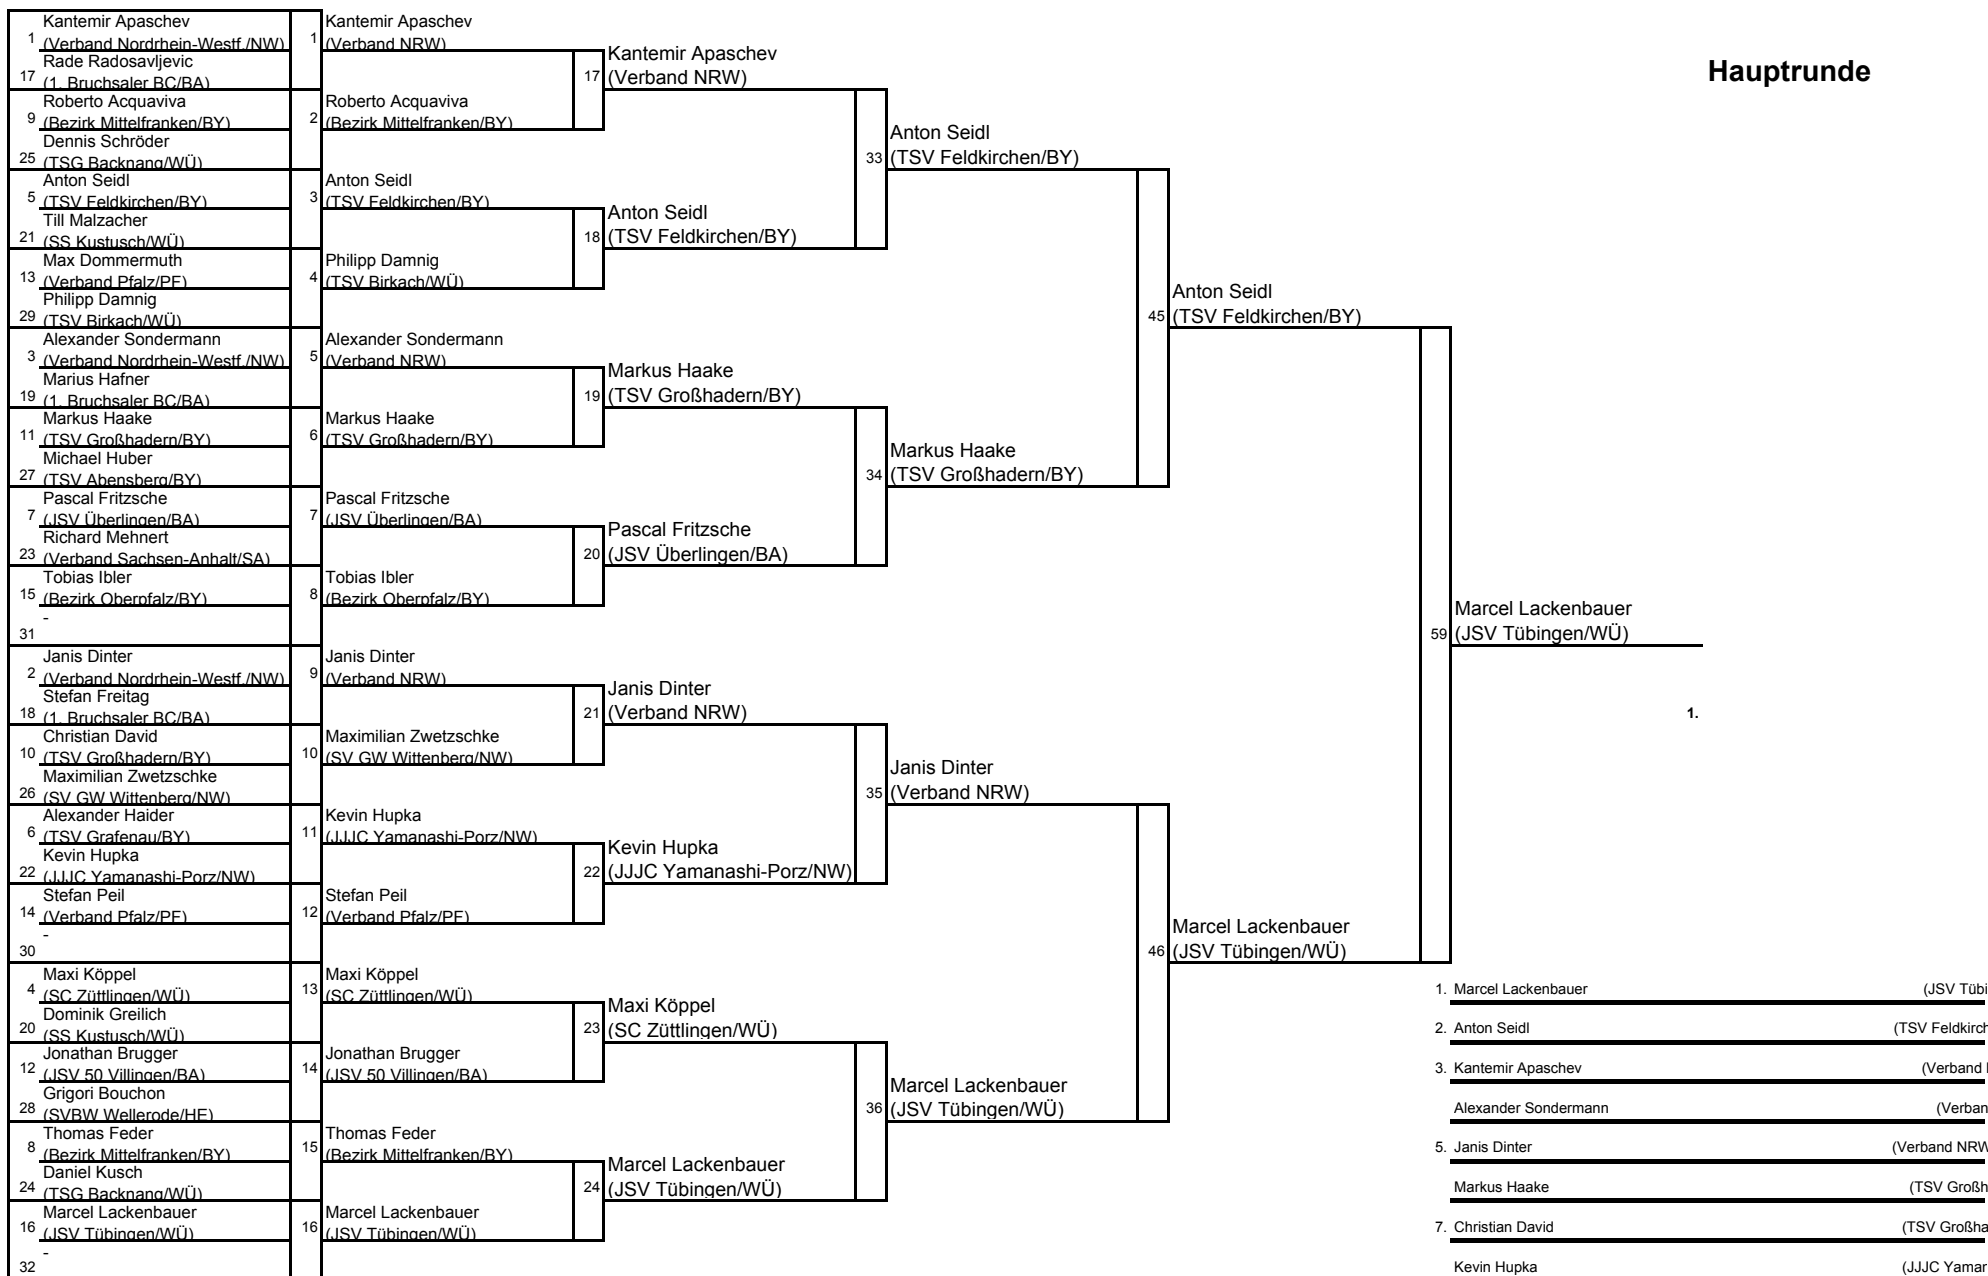 Hauptrunde
Kantemir Apaschev
1 (Verband Nordrhein-Westf./NW)
Rade Radosavljevic
17 (1. Bruchsaler BC/BA)
Roberto Acquaviva
9 (Bezirk Mittelfranken/BY)
Dennis Schröder
25 (TSG Backnang/WÜ)
Anton Seidl
5 (TSV Feldkirchen/BY)
Till Malzacher
21 (SS Kustusch/WÜ)
Max Dommermuth
13 (Verband Pfalz/PF)
Philipp Damnig
29 (TSV Birkach/WÜ)
Alexander Sondermann
3 (Verband Nordrhein-Westf./NW)
Marius Hafner
19 (1. Bruchsaler BC/BA)
Markus Haake
11 (TSV Großhadern/BY)
Michael Huber
27 (TSV Abensberg/BY)
Pascal Fritzsche
7 (JSV Überlingen/BA)
Richard Mehnert
23 (Verband Sachsen-Anhalt/SA)
Tobias Ibler
15 (Bezirk Oberpfalz/BY)
-
31
Janis Dinter
2 (Verband Nordrhein-Westf./NW)
Stefan Freitag
18 (1. Bruchsaler BC/BA)
Christian David
10 (TSV Großhadern/BY)
Maximilian Zwetzschke
26 (SV GW Wittenberg/NW)
Alexander Haider
6 (TSV Grafenau/BY)
Kevin Hupka
22 (JJJC Yamanashi-Porz/NW)
Stefan Peil
14 (Verband Pfalz/PF)
-
30
Maxi Köppel
4 (SC Züttlingen/WÜ)
Dominik Greilich
20 (SS Kustusch/WÜ)
Jonathan Brugger
12 (JSV 50 Villingen/BA)
Grigori Bouchon
28 (SVBW Wellerode/HE)
Thomas Feder
8 (Bezirk Mittelfranken/BY)
Daniel Kusch
24 (TSG Backnang/WÜ)
Marcel Lackenbauer
16 (JSV Tübingen/WÜ)
-
32
Kantemir Apaschev
1 (Verband NRW)
Roberto Acquaviva
2 (Bezirk Mittelfranken/BY)
Anton Seidl
3 (TSV Feldkirchen/BY)
Philipp Damnig
4 (TSV Birkach/WÜ)
Alexander Sondermann
5 (Verband NRW)
Markus Haake
6 (TSV Großhadern/BY)
Pascal Fritzsche
7 (JSV Überlingen/BA)
Tobias Ibler
8 (Bezirk Oberpfalz/BY)
Janis Dinter
9 (Verband NRW)
Maximilian Zwetzschke
10 (SV GW Wittenberg/NW)
Kevin Hupka
11 (JJJC Yamanashi-Porz/NW)
Stefan Peil
12 (Verband Pfalz/PF)
Maxi Köppel
13 (SC Züttlingen/WÜ)
Jonathan Brugger
14 (JSV 50 Villingen/BA)
Thomas Feder
15 (Bezirk Mittelfranken/BY)
Marcel Lackenbauer
16 (JSV Tübingen/WÜ)
Kantemir Apaschev
17 (Verband NRW)
Anton Seidl
18 (TSV Feldkirchen/BY)
Markus Haake
19 (TSV Großhadern/BY)
Pascal Fritzsche
20 (JSV Überlingen/BA)
Janis Dinter
21 (Verband NRW)
Kevin Hupka
22 (JJJC Yamanashi-Porz/NW)
Maxi Köppel
23 (SC Züttlingen/WÜ)
Marcel Lackenbauer
24 (JSV Tübingen/WÜ)
Anton Seidl
33 (TSV Feldkirchen/BY)
Markus Haake
34 (TSV Großhadern/BY)
Janis Dinter
35 (Verband NRW)
Marcel Lackenbauer
36 (JSV Tübingen/WÜ)
Anton Seidl
45 (TSV Feldkirchen/BY)
Marcel Lackenbauer
46 (JSV Tübingen/WÜ)
Marcel Lackenbauer
59 (JSV Tübingen/WÜ)
1.
1. Marcel Lackenbauer (JSV Tübi
2. Anton Seidl (TSV Feldkirch
3. Kantemir Apaschev (Verband
Alexander Sondermann (Verban
5. Janis Dinter (Verband NRW
Markus Haake (TSV Großh
7. Christian David (TSV Großha
Kevin Hupka (JJJC Yamar